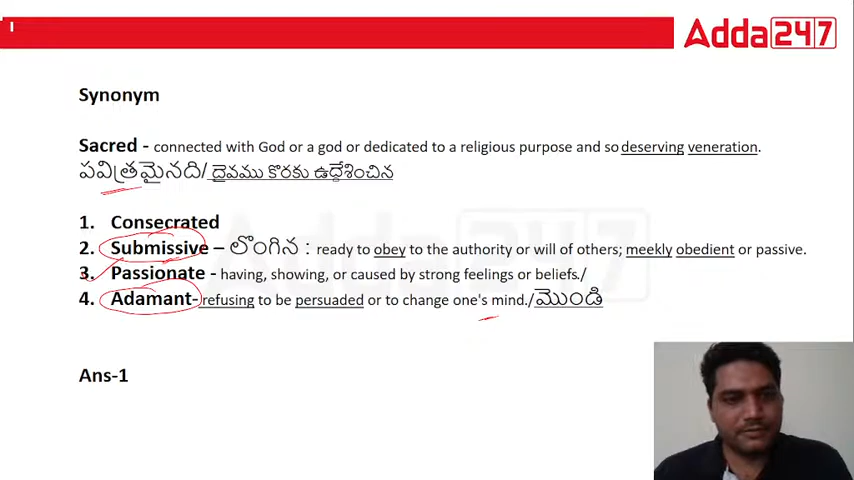 Adda247
Synonym
Sacred - connected with God or a god or dedicated to a religious purpose and so deserving veneration.
పవిత్రమైనది/ దైవము కొరకు ఉద్దేశించిన
1. Consecrated
2. Submissive – లొంగిన : ready to obey to the authority or will of others; meekly obedient or passive.
3. Passionate - having, showing, or caused by strong feelings or beliefs./
4. Adamant- refusing to be persuaded or to change one's mind./మొండి
Ans-1
Adda247